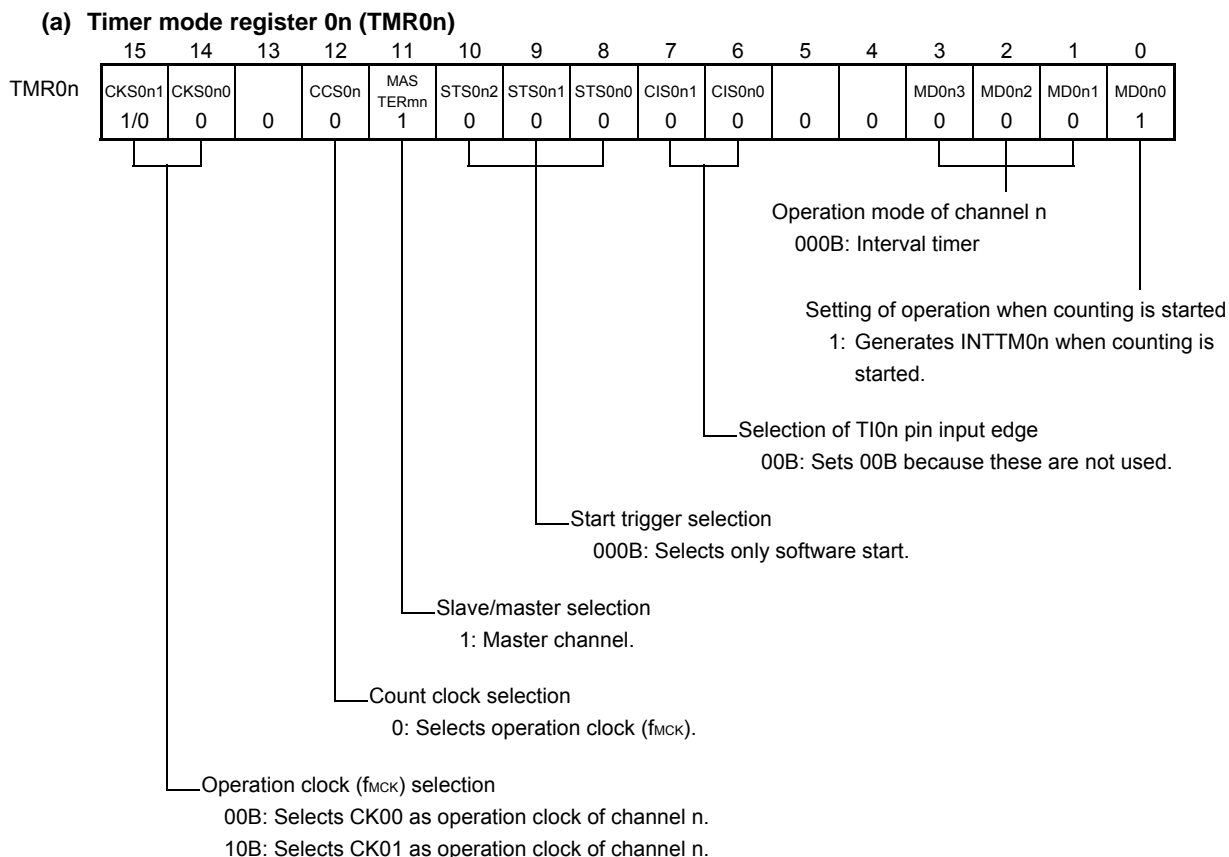 (a) Timer mode register 0n (TMR0n)
15 14 13 12 11 10 9 8 7 6 5 4 3 2 1 0
TMR0n CKS0n1 CKS0n0 CCS0n MAS TERmn STS0n2 STS0n1 STS0n0 CIS0n1 CIS0n0 MD0n3 MD0n2 MD0n1 MD0n0
1/0 0 0 0 1 0 0 0 0 0 0 0 0 0 0 1
Operation mode of channel n
000B: Interval timer
Setting of operation when counting is started
1: Generates INTTM0n when counting is
started.
Selection of TI0n pin input edge
00B: Sets 00B because these are not used.
Start trigger selection
000B: Selects only software start.
Slave/master selection
1: Master channel.
Count clock selection
0: Selects operation clock (fMCK).
Operation clock (fMCK) selection
00B: Selects CK00 as operation clock of channel n.
10B: Selects CK01 as operation clock of channel n.